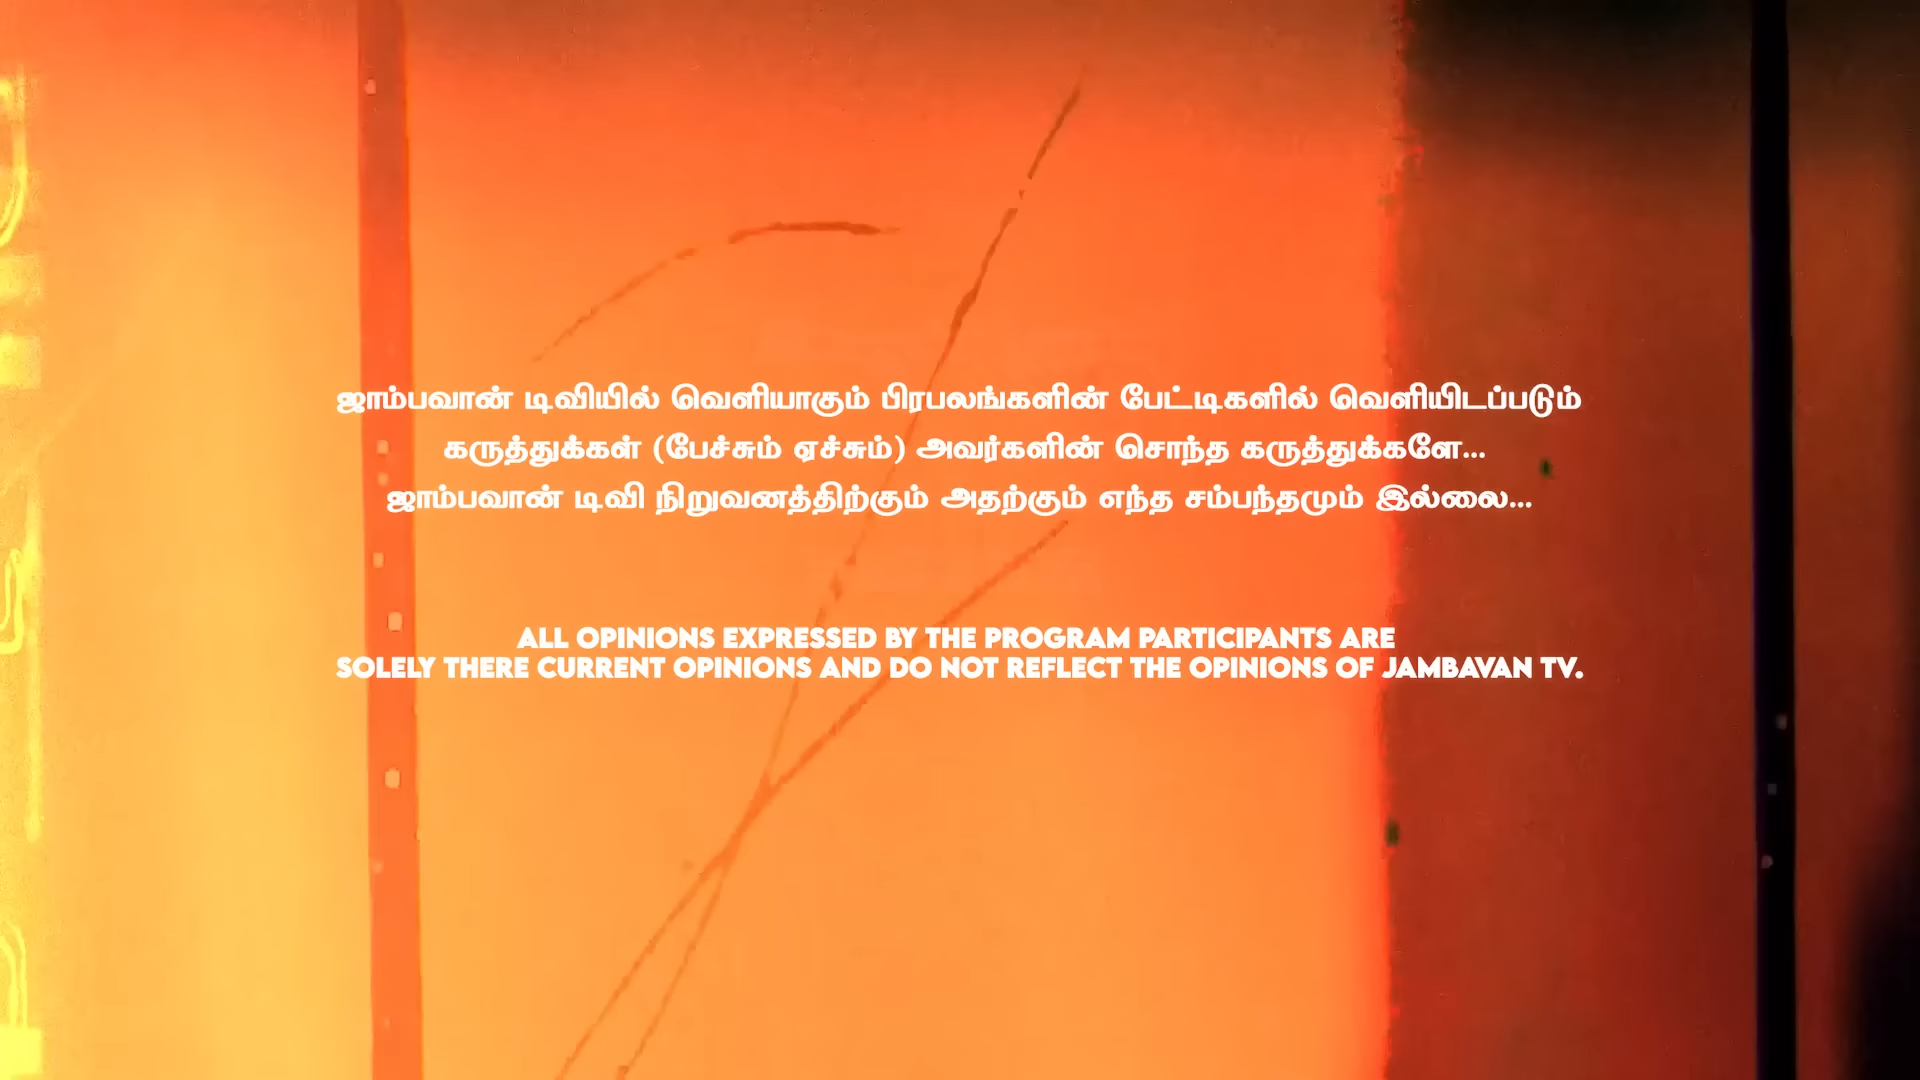 ஜாம்பவான் டிவியில் வெளியாகும் பிரபலங்களின் பேட்டிகளில் வெளியிடப்படும்
கருத்துக்கள் (பேச்சும் ஏச்சும்) அவர்களின் சொந்த கருத்துக்களே...
ஜாம்பவான் டிவி நிறுவனத்திற்கும் அதற்கும் எந்த சம்பந்தமும் இல்லை...
ALL OPINIONS EXPRESSED BY THE PROGRAM PARTICIPANTS ARE
SOLELY THERE CURRENT OPINIONS AND DO NOT REFLECT THE OPINIONS OF JAMBAVAN TV.